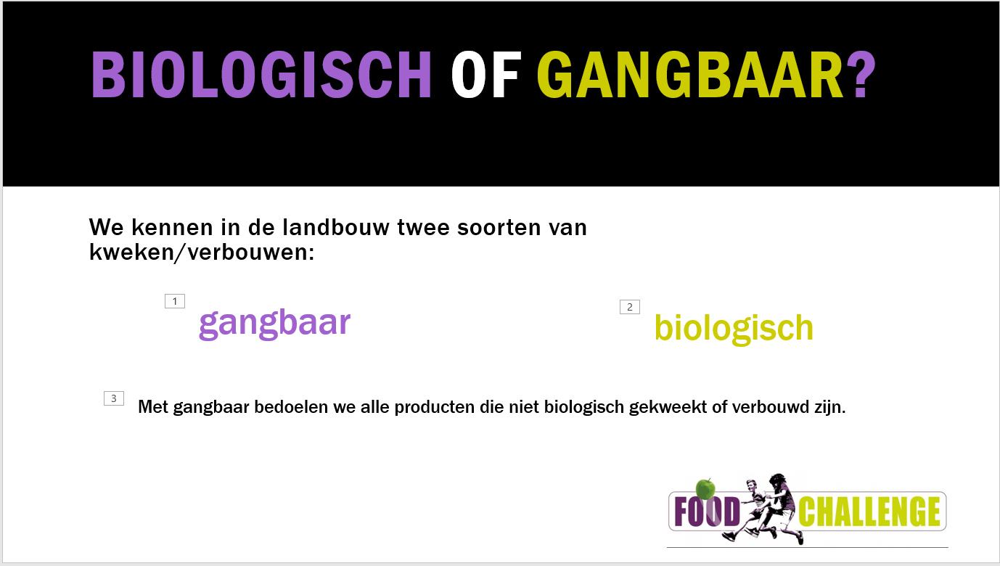 BIOLOGISCH OF GANGBAAR?
We kennen in de landbouw twee soorten van
kweken/verbouwen:
1
gangbaar
2
biologisch
3
Met gangbaar bedoelen we alle producten die niet biologisch gekweekt of verbouwd zijn.
FOOD CHALLENGE